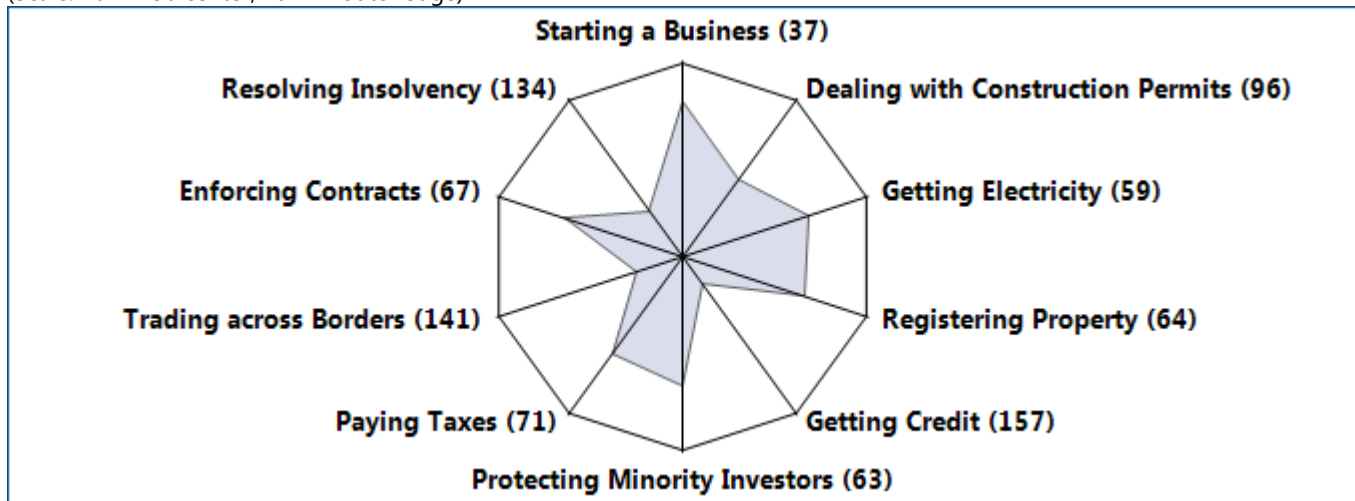 Starting a Business (37)
Resolving Insolvency (134)
Dealing with Construction Permits (96)
Enforcing Contracts (67)
Getting Electricity (59)
Trading across Borders (141)
Registering Property (64)
Paying Taxes (71)
Getting Credit (157)
Protecting Minority Investors (63)